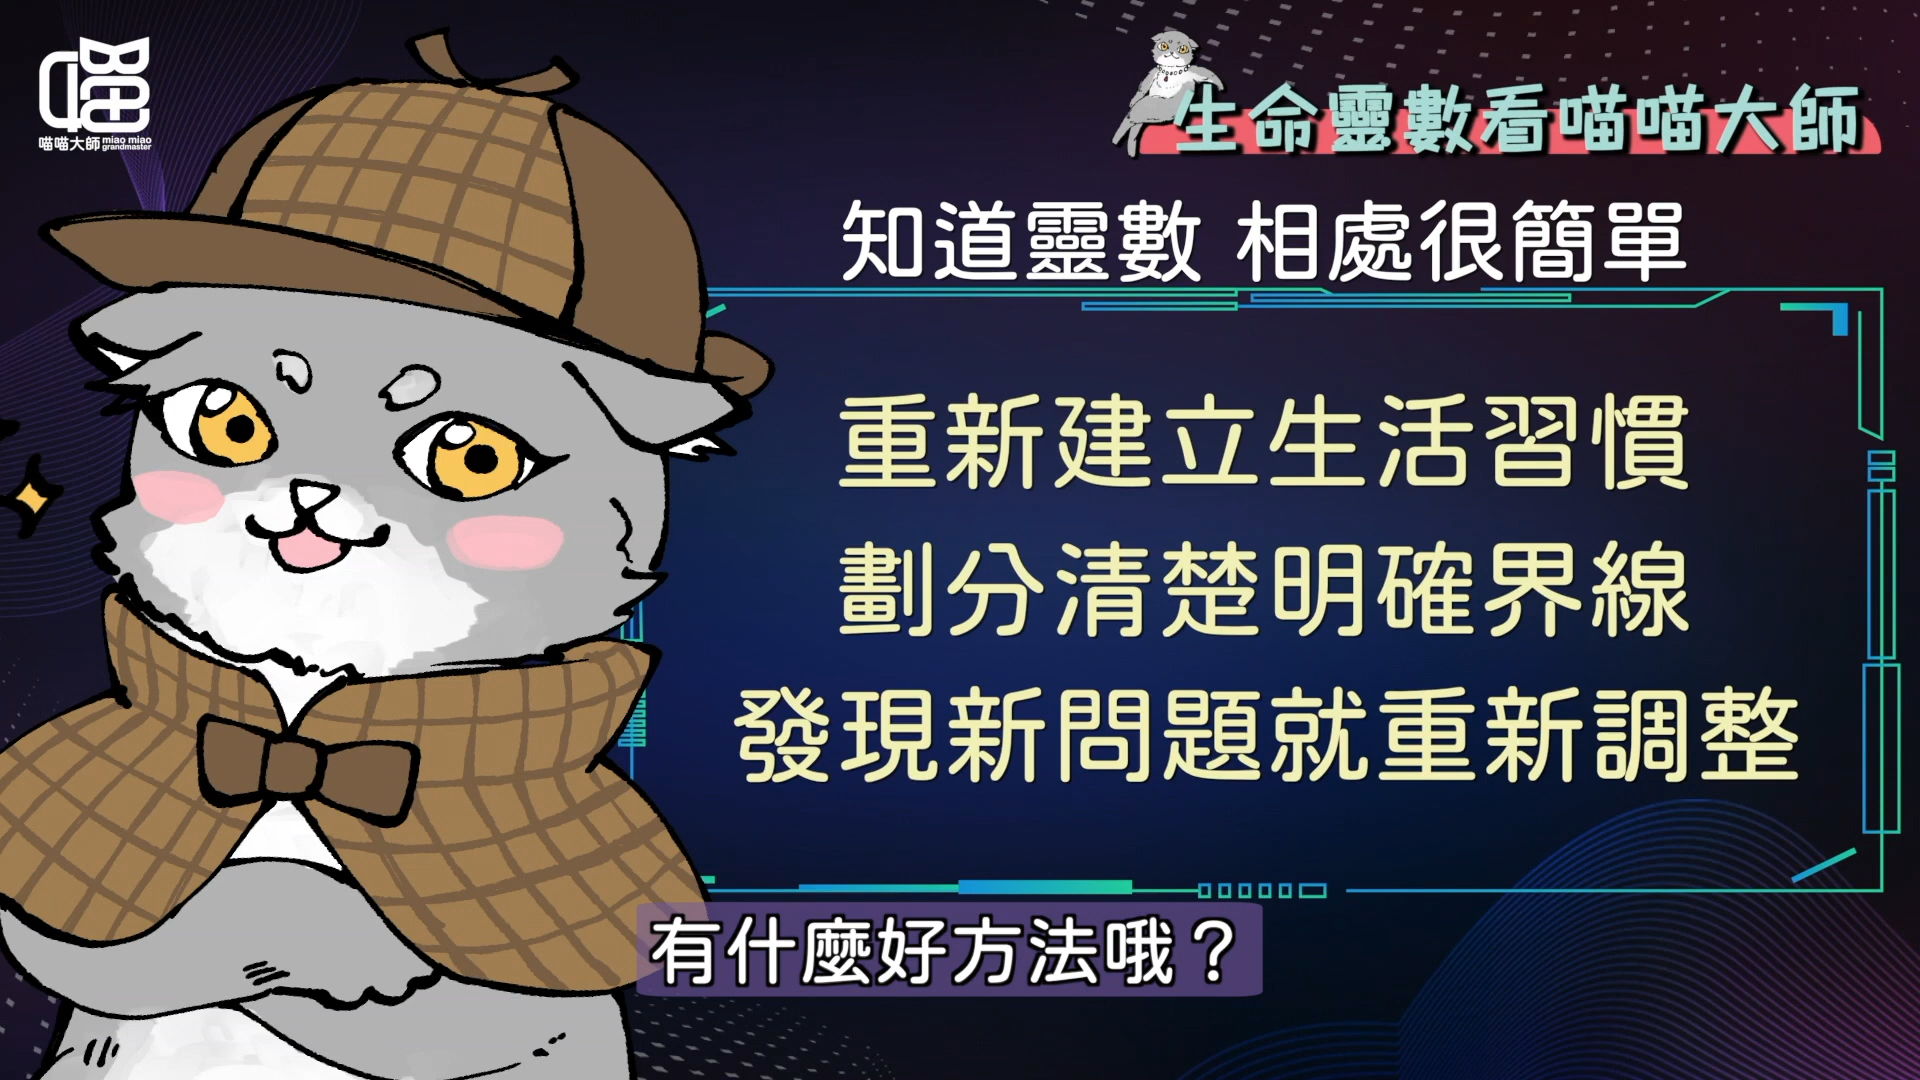 喵
喵喵大師 miao miao grandmaster
生命靈數看喵喵大師
知道靈數 相處很簡單
重新建立生活習慣
劃分清楚明確界線
發現新問題就重新調整
有什麼好方法哦？